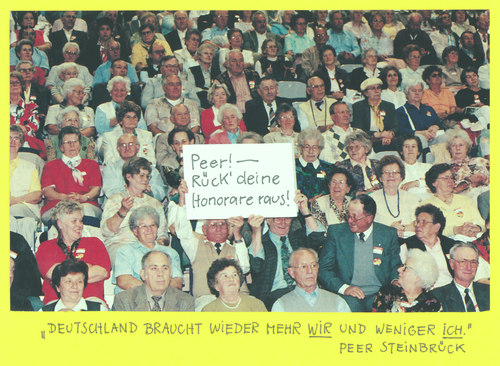 Peer!—
Rück' deine
Honorare raus!
„DEUTSCHLAND BRAUCHT WIEDER MEHR WIR UND WENIGER ICH."
PEER STEINBRÜCK